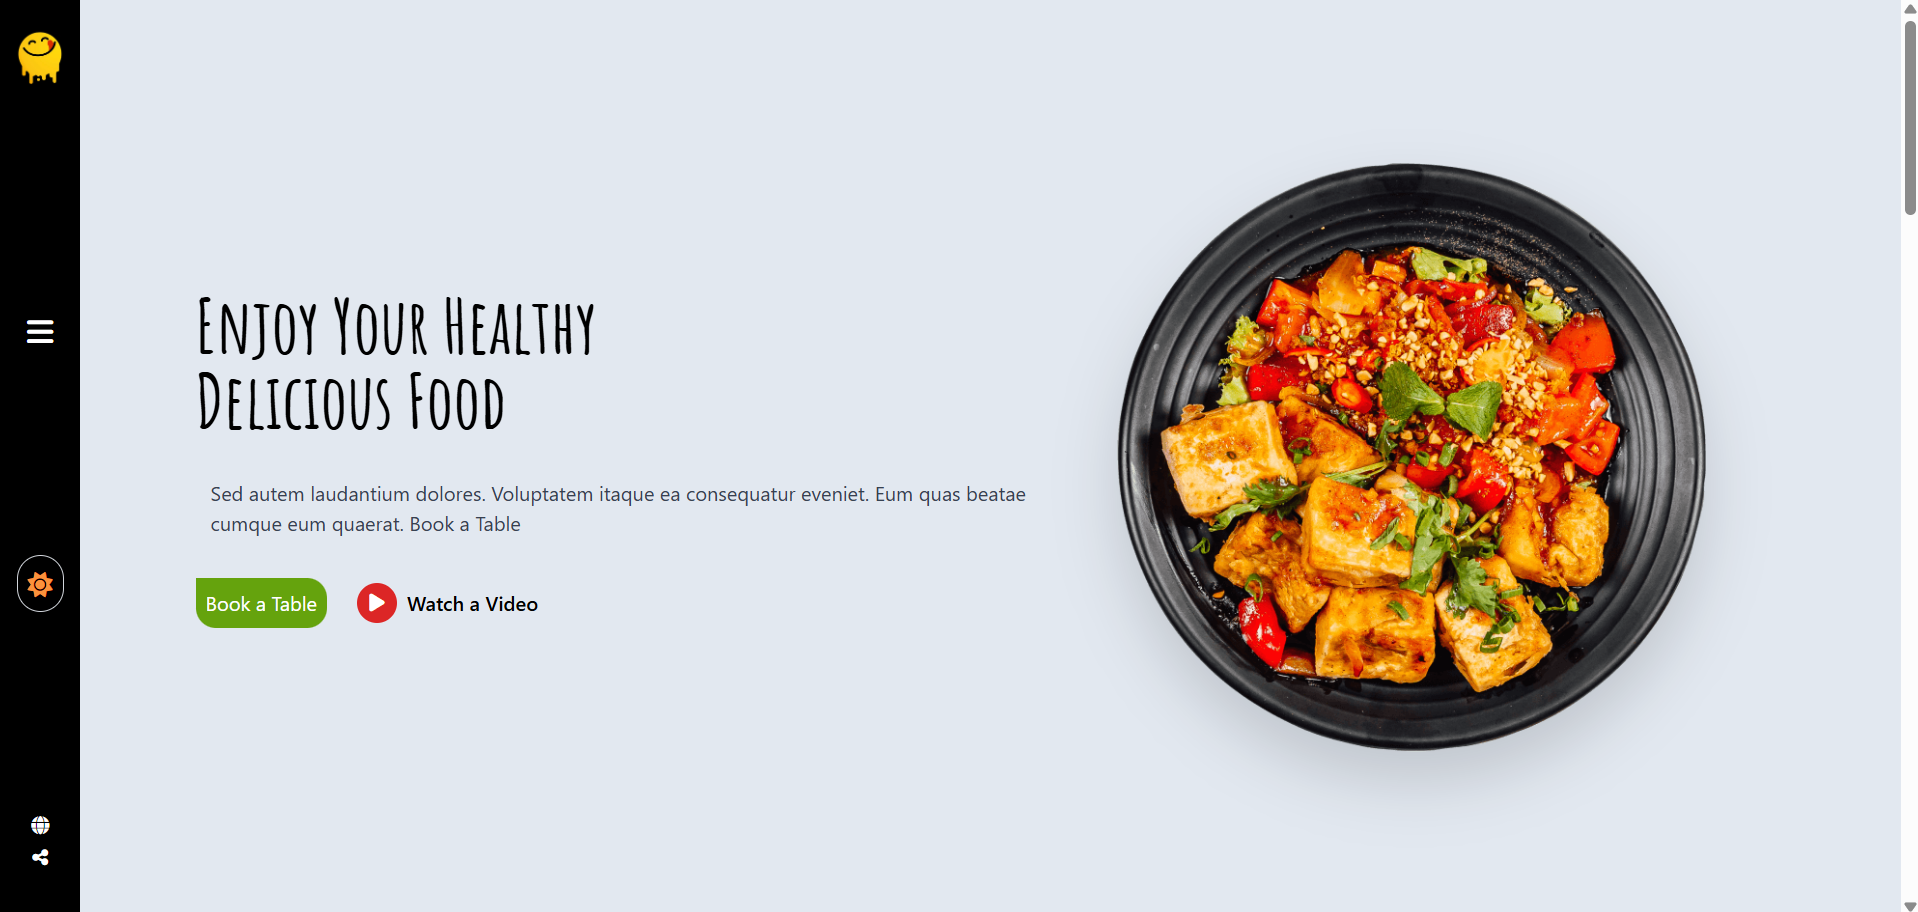 Enjoy Your Healthy
Delicious Food
Sed autem laudantium dolores. Voluptatem itaque ea consequatur eveniet. Eum quas beatae
cumque eum quaerat. Book a Table
Book a Table
Watch a Video